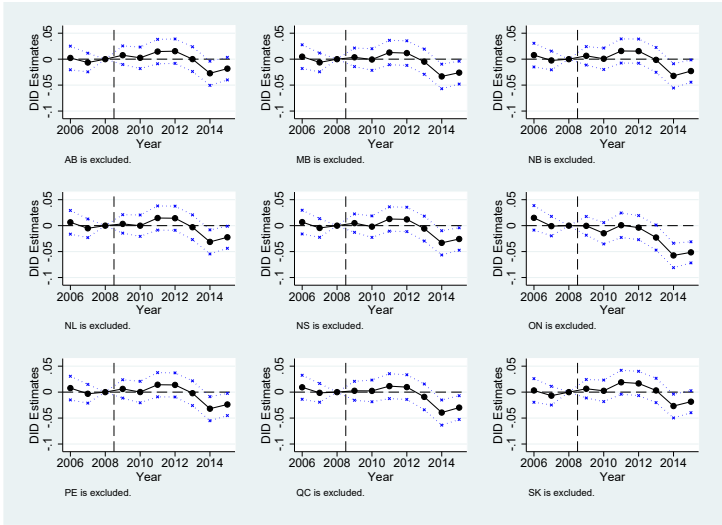 DID Estimates
.05
0
-.05
-.1
2006 2008 2010 2012 2014
Year
AB is excluded.
DID Estimates
.05
0
-.05
-.1
2006 2008 2010 2012 2014
Year
MB is excluded.
DID Estimates
.05
0
-.05
-.1
2006 2008 2010 2012 2014
Year
NB is excluded.
DID Estimates
.05
0
-.05
-.1
2006 2008 2010 2012 2014
Year
NL is excluded.
DID Estimates
.05
0
-.05
-.1
2006 2008 2010 2012 2014
Year
NS is excluded.
DID Estimates
.05
0
-.05
-.1
2006 2008 2010 2012 2014
Year
ON is excluded.
DID Estimates
.05
0
-.05
-.1
2006 2008 2010 2012 2014
Year
PE is excluded.
DID Estimates
.05
0
-.05
-.1
2006 2008 2010 2012 2014
Year
QC is excluded.
DID Estimates
.05
0
-.05
-.1
2006 2008 2010 2012 2014
Year
SK is excluded.